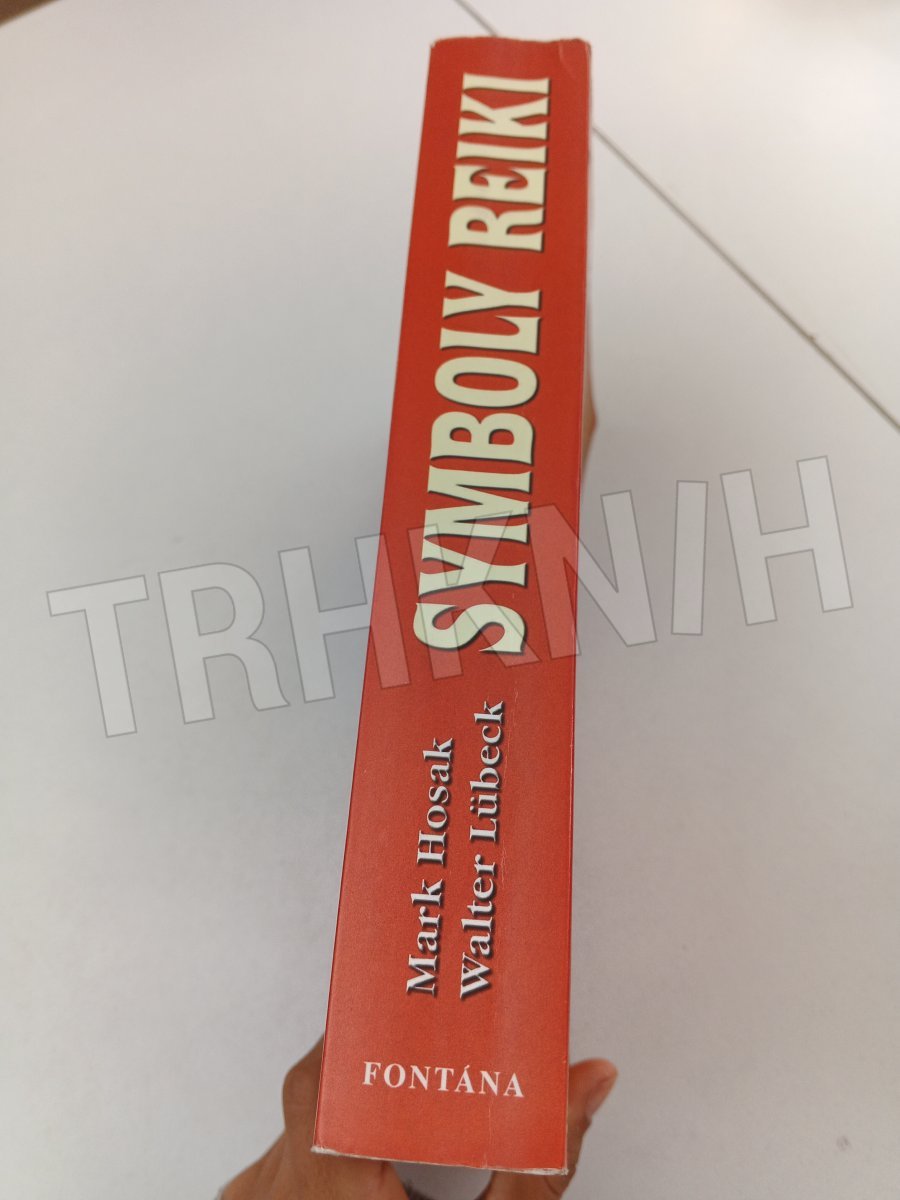 SYMBOLY REIKI
Mark Hosak
Walter Lübeck
FONTÁNA
TRHKNIH